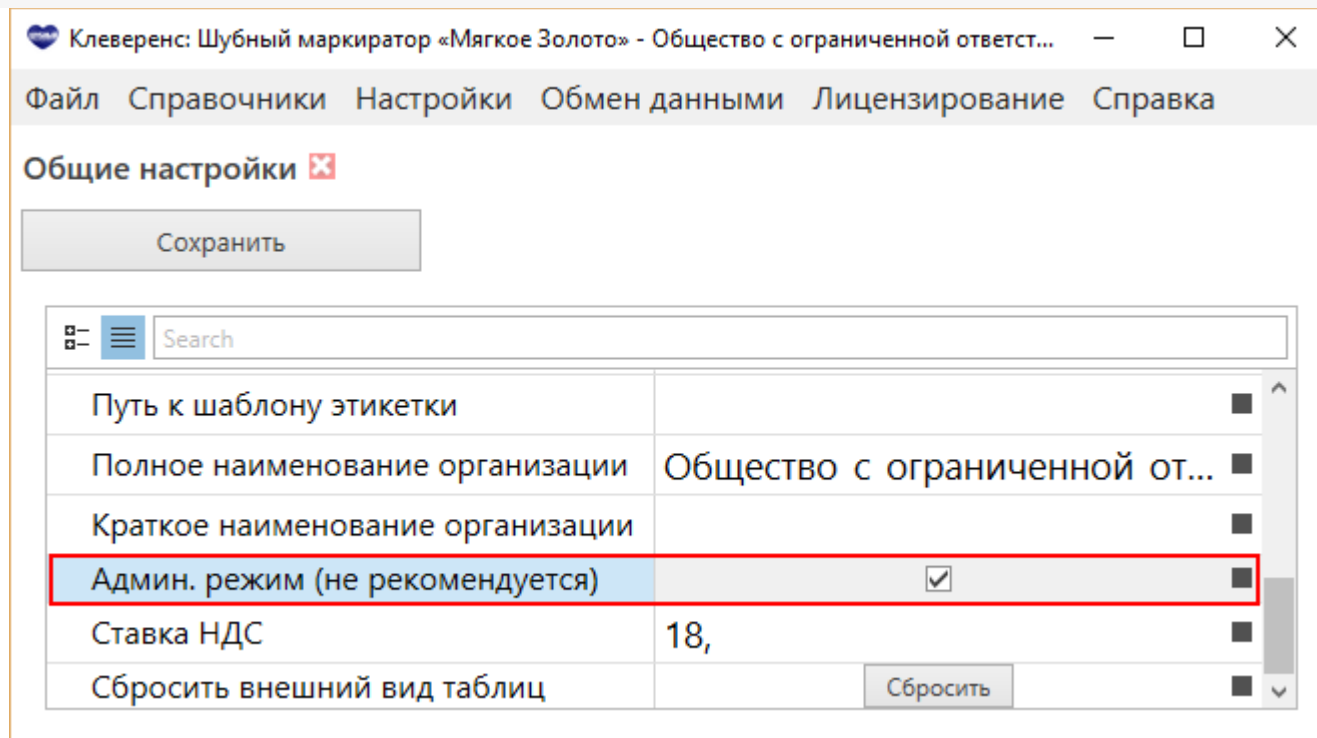 Клеверенс: Шубный маркиратор «Мягкое Золото» - Общество с ограниченной ответст...
Файл Справочники Настройки Обмен данными Лицензирование Справка
Общие настройки
Сохранить
Search
Путь к шаблону этикетки
Полное наименование организации Общество с ограниченной от...
Краткое наименование организации
Админ. режим (не рекомендуется)
Ставка НДС 18,
Сбросить внешний вид таблиц Сбросить